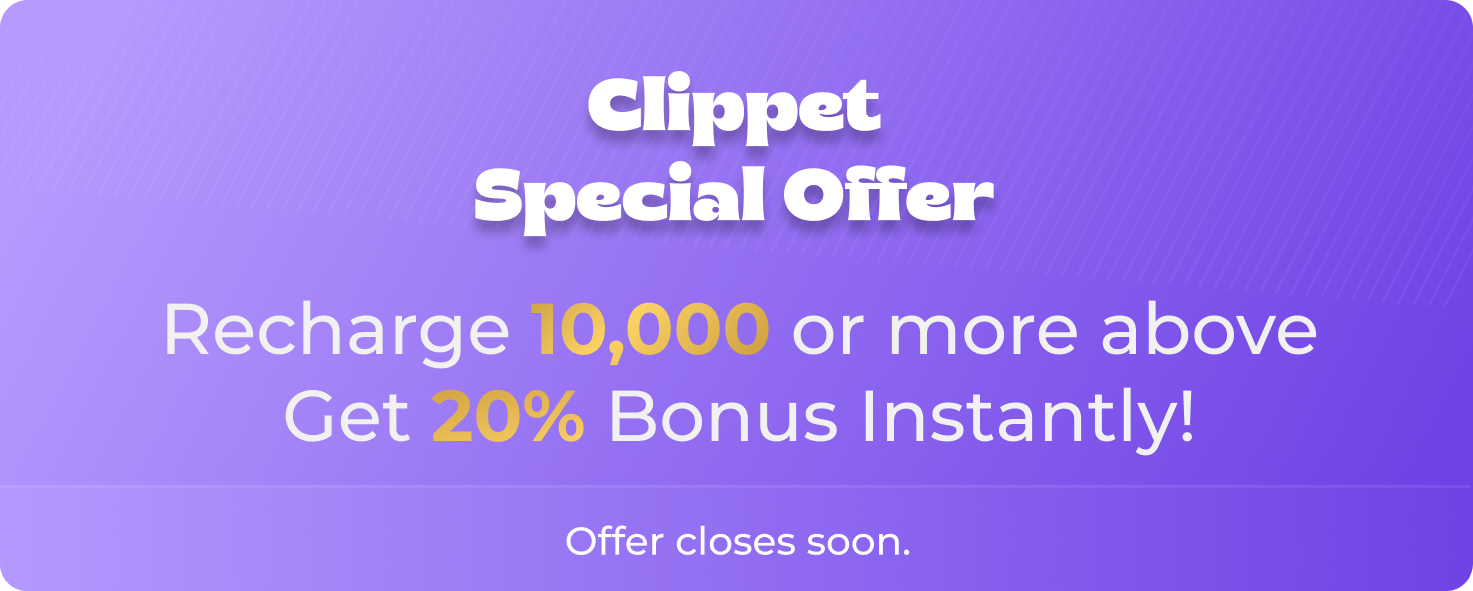 Clippet
Special Offer
Recharge 10,000 or more above
Get 20% Bonus Instantly!
Offer closes soon.